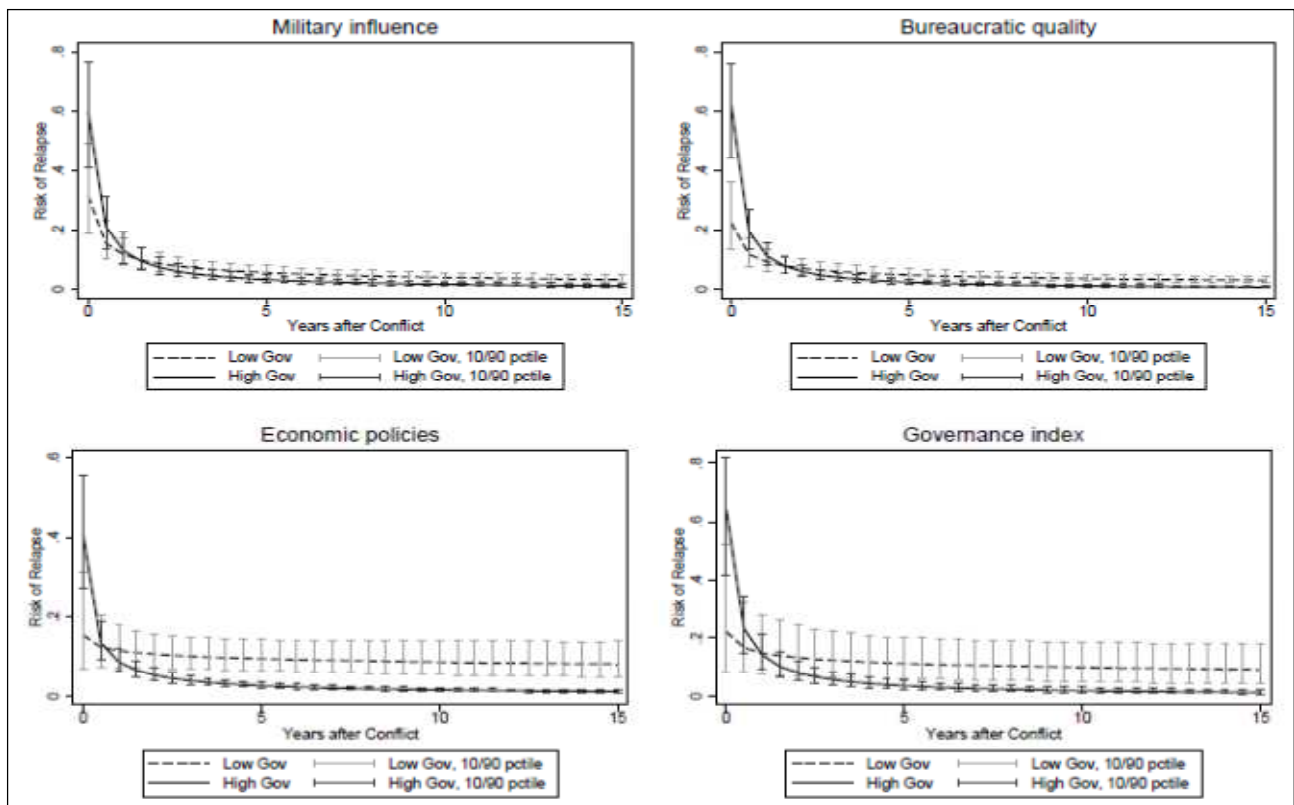 Military influence
Risk of Relapse
.8
.6
.4
.2
0
0 5 10 15
Years after Conflict
Low Gov Low Gov, 10/90 pctile
High Gov High Gov, 10/90 pctile
Bureaucratic quality
Risk of Relapse
.8
.6
.4
.2
0
0 5 10 15
Years after Conflict
Low Gov Low Gov, 10/90 pctile
High Gov High Gov, 10/90 pctile
Economic policies
Risk of Relapse
.6
.4
.2
0
0 5 10 15
Years after Conflict
Low Gov Low Gov, 10/90 pctile
High Gov High Gov, 10/90 pctile
Governance index
Risk of Relapse
.8
.6
.4
.2
0
0 5 10 15
Years after Conflict
Low Gov Low Gov, 10/90 pctile
High Gov High Gov, 10/90 pctile